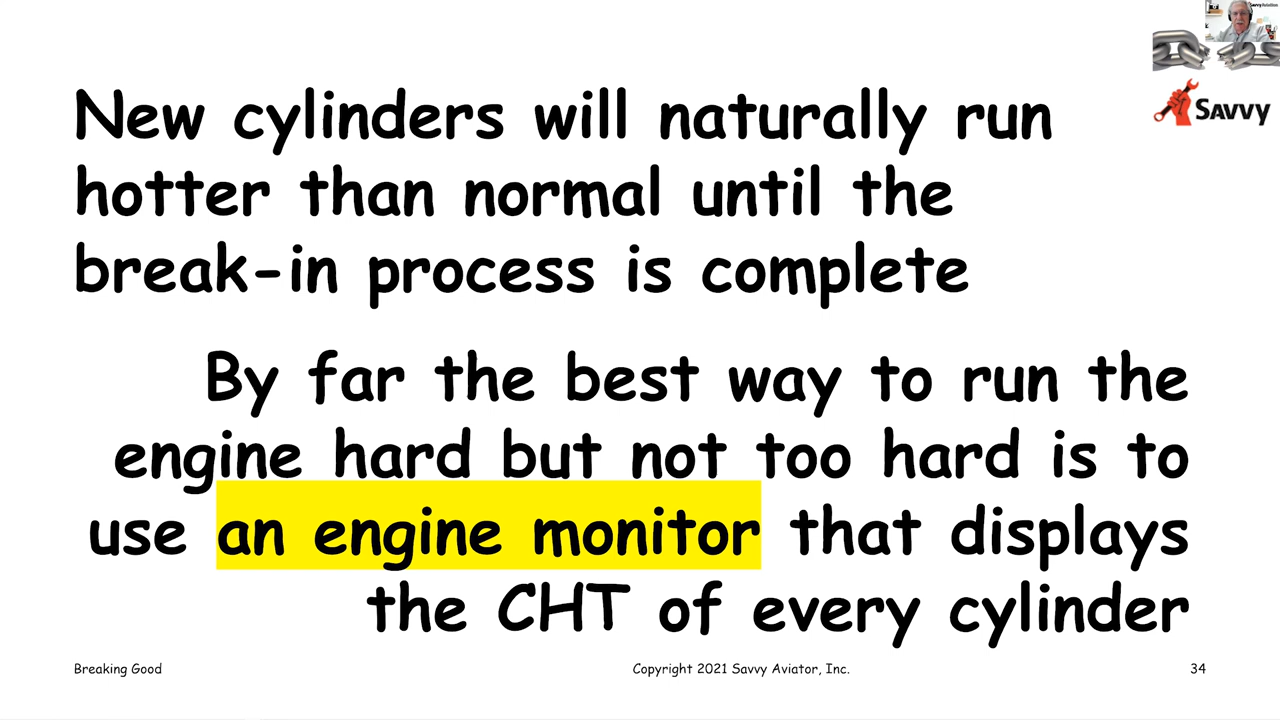 New cylinders will naturally run
hotter than normal until the
break-in process is complete
By far the best way to run the
engine hard but not too hard is to
use an engine monitor that displays
the CHT of every cylinder
Savvy
Breaking Good
Copyright 2021 Savvy Aviator, Inc.
34